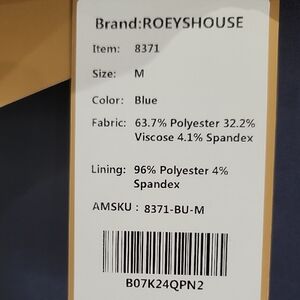 Brand:ROEYSHOUSE
Item: 8371
Size: M
Color: Blue
Fabric: 63.7% Polyester 32.2%
Viscose 4.1% Spandex
Lining: 96% Polyester 4%
Spandex
AMSKU : 8371-BU-M
B07K24QPN2